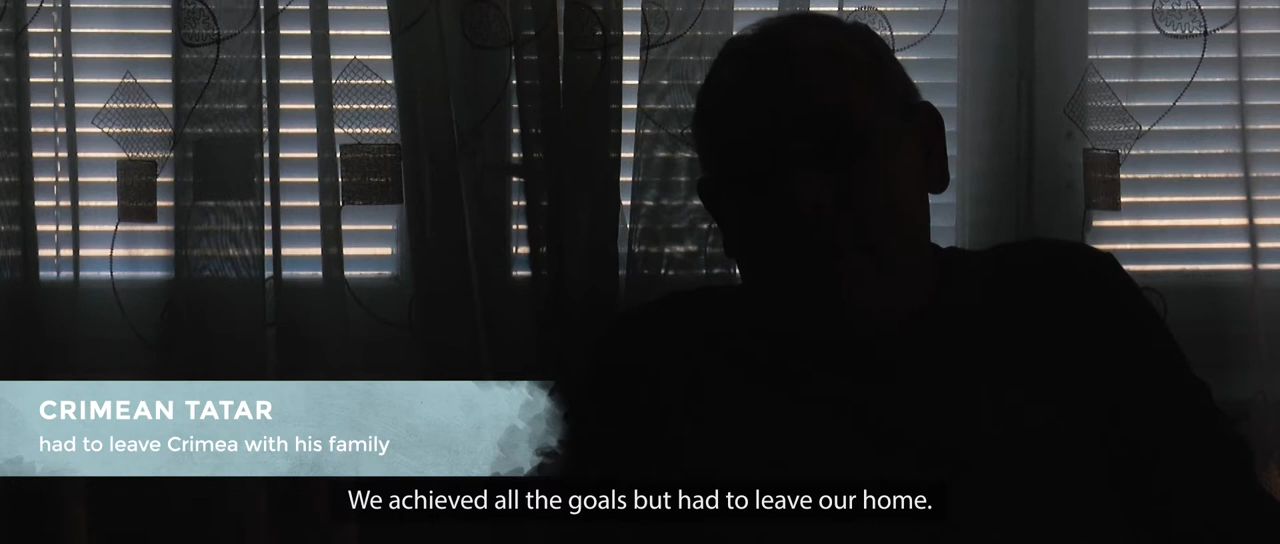 CRIMEAN TATAR
had to leave Crimea with his family
We achieved all the goals but had to leave our home.